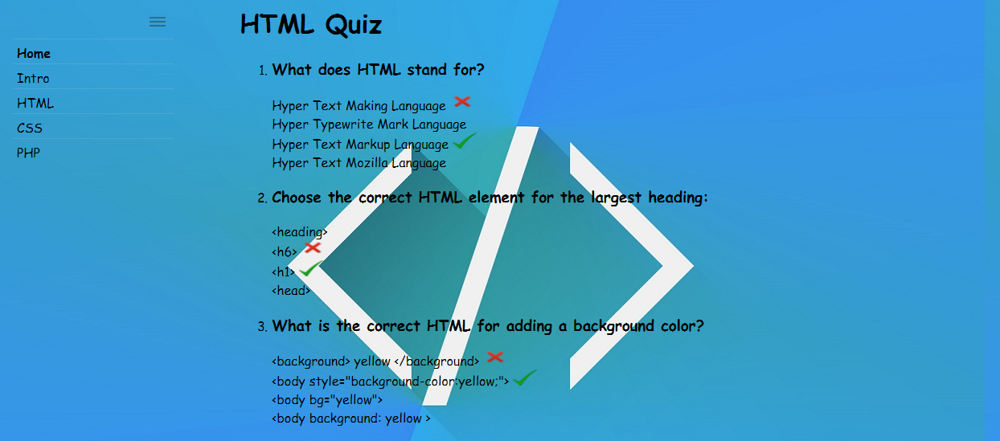 Home
Intro
HTML
CSS
PHP
HTML Quiz
1. What does HTML stand for?
Hyper Text Making Language
Hyper Typewrite Mark Language
Hyper Text Markup Language
Hyper Text Mozilla Language
2. Choose the correct HTML element for the largest heading:
<heading>
<h6>
<h1>
<head>
3. What is the correct HTML for adding a background color?
<background> yellow </background>
<body style="background-color:yellow;">
<body bg="yellow">
<body background: yellow >